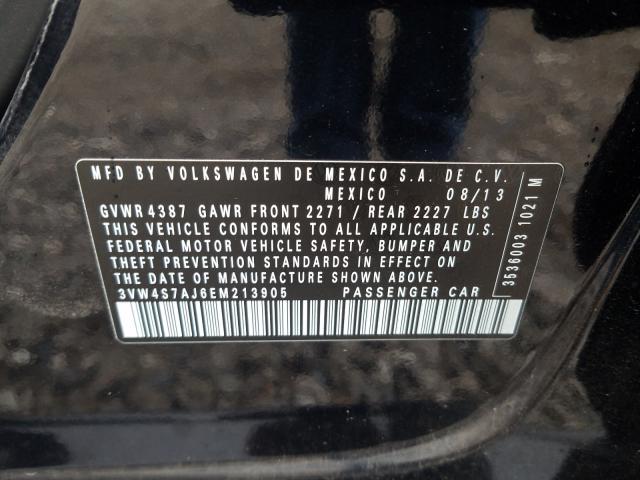 MFD BY VOLKSWAGEN DE MEXICO S.A. DE C.V.
MEXICO 08/13
GVWR 4387 GAWR FRONT 2271 / REAR 2227 LBS
THIS VEHICLE CONFORMS TO ALL APPLICABLE U.S.
FEDERAL MOTOR VEHICLE SAFETY, BUMPER AND
THEFT PREVENTION STANDARDS IN EFFECT ON
THE DATE OF MANUFACTURE SHOWN ABOVE.
3VW4S7AJ6EM213905 PASSENGER CAR
3536003 1021 M